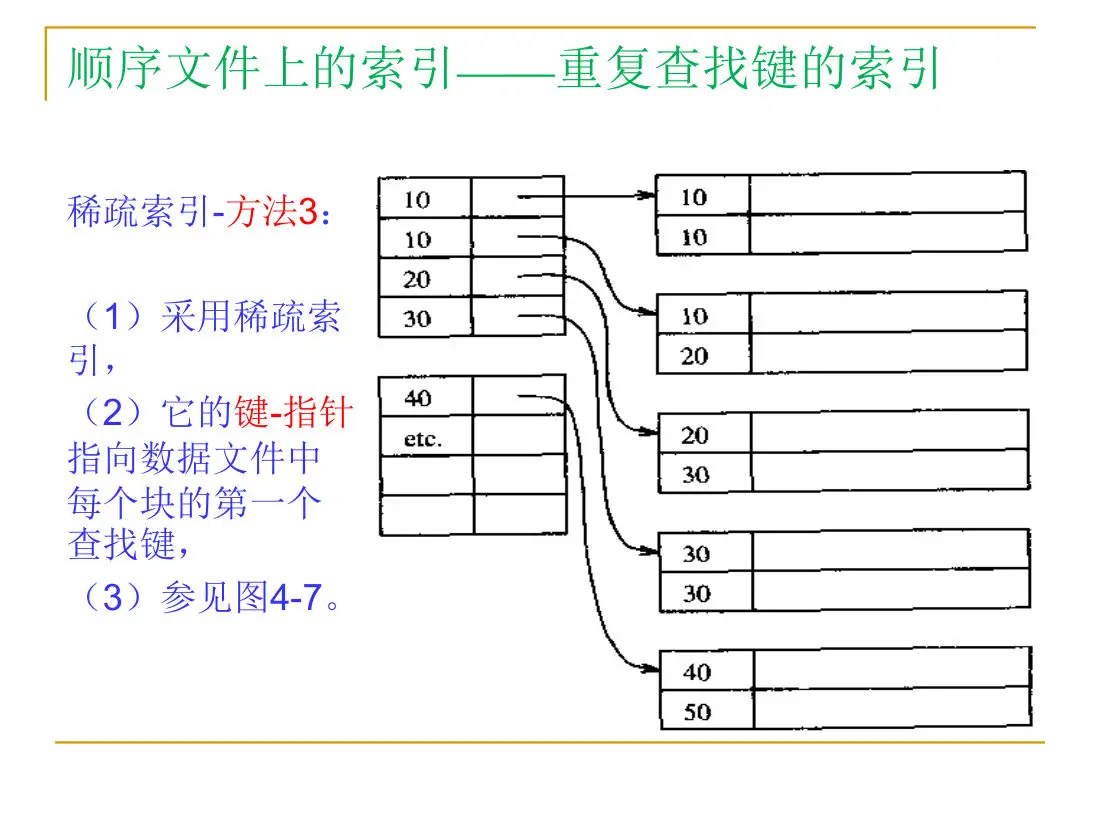 顺序文件上的索引——重复查找键的索引
稀疏索引-方法3：
（1）采用稀疏索
引，
（2）它的键-指针
指向数据文件中
每个块的第一个
查找键，
（3）参见图4-7。
10
10
20
30
40
etc.
10
10
10
20
20
30
30
30
40
50